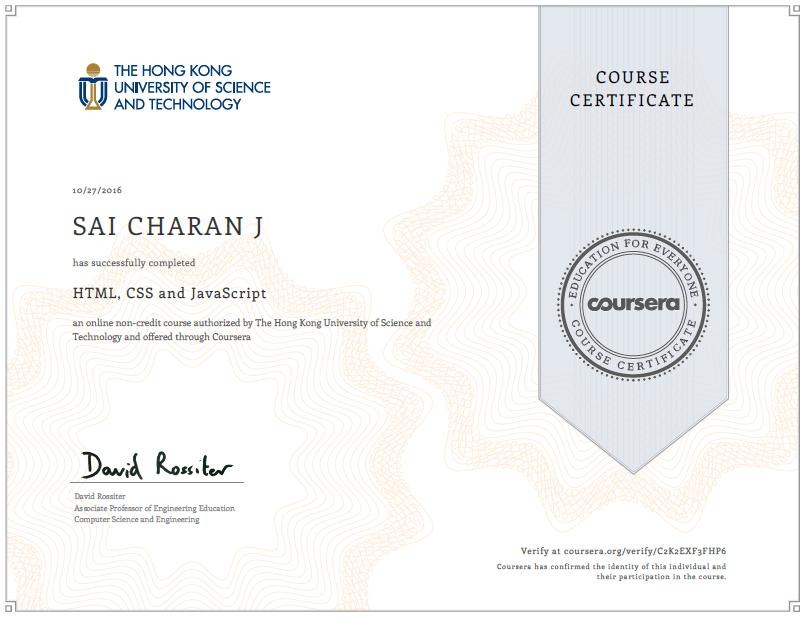 THE HONG KONG
UNIVERSITY OF SCIENCE
AND TECHNOLOGY
COURSE
CERTIFICATE
10/27/2016
SAI CHARAN J
has successfully completed
HTML, CSS and JavaScript
an online non-credit course authorized by The Hong Kong University of Science and
Technology and offered through Coursera
EDUCATION FOR EVERYONE
coursera
COURSE CERTIFICATE
David Rossiter
David Rossiter
Associate Professor of Engineering Education
Computer Science and Engineering
Verify at coursera.org/verify/C2K2EXF3FHP6
Coursera has confirmed the identity of this individual and
their participation in the course.